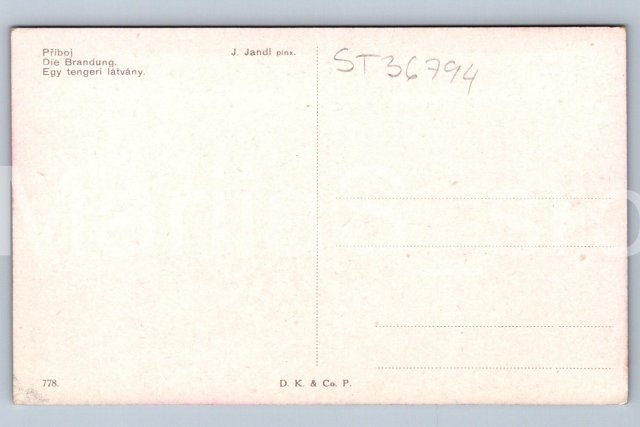 Příboj
Die Brandung.
Egy tengeri látvány.
J. Jandl pinx.
ST36794
778.
D. K. & Co. P.